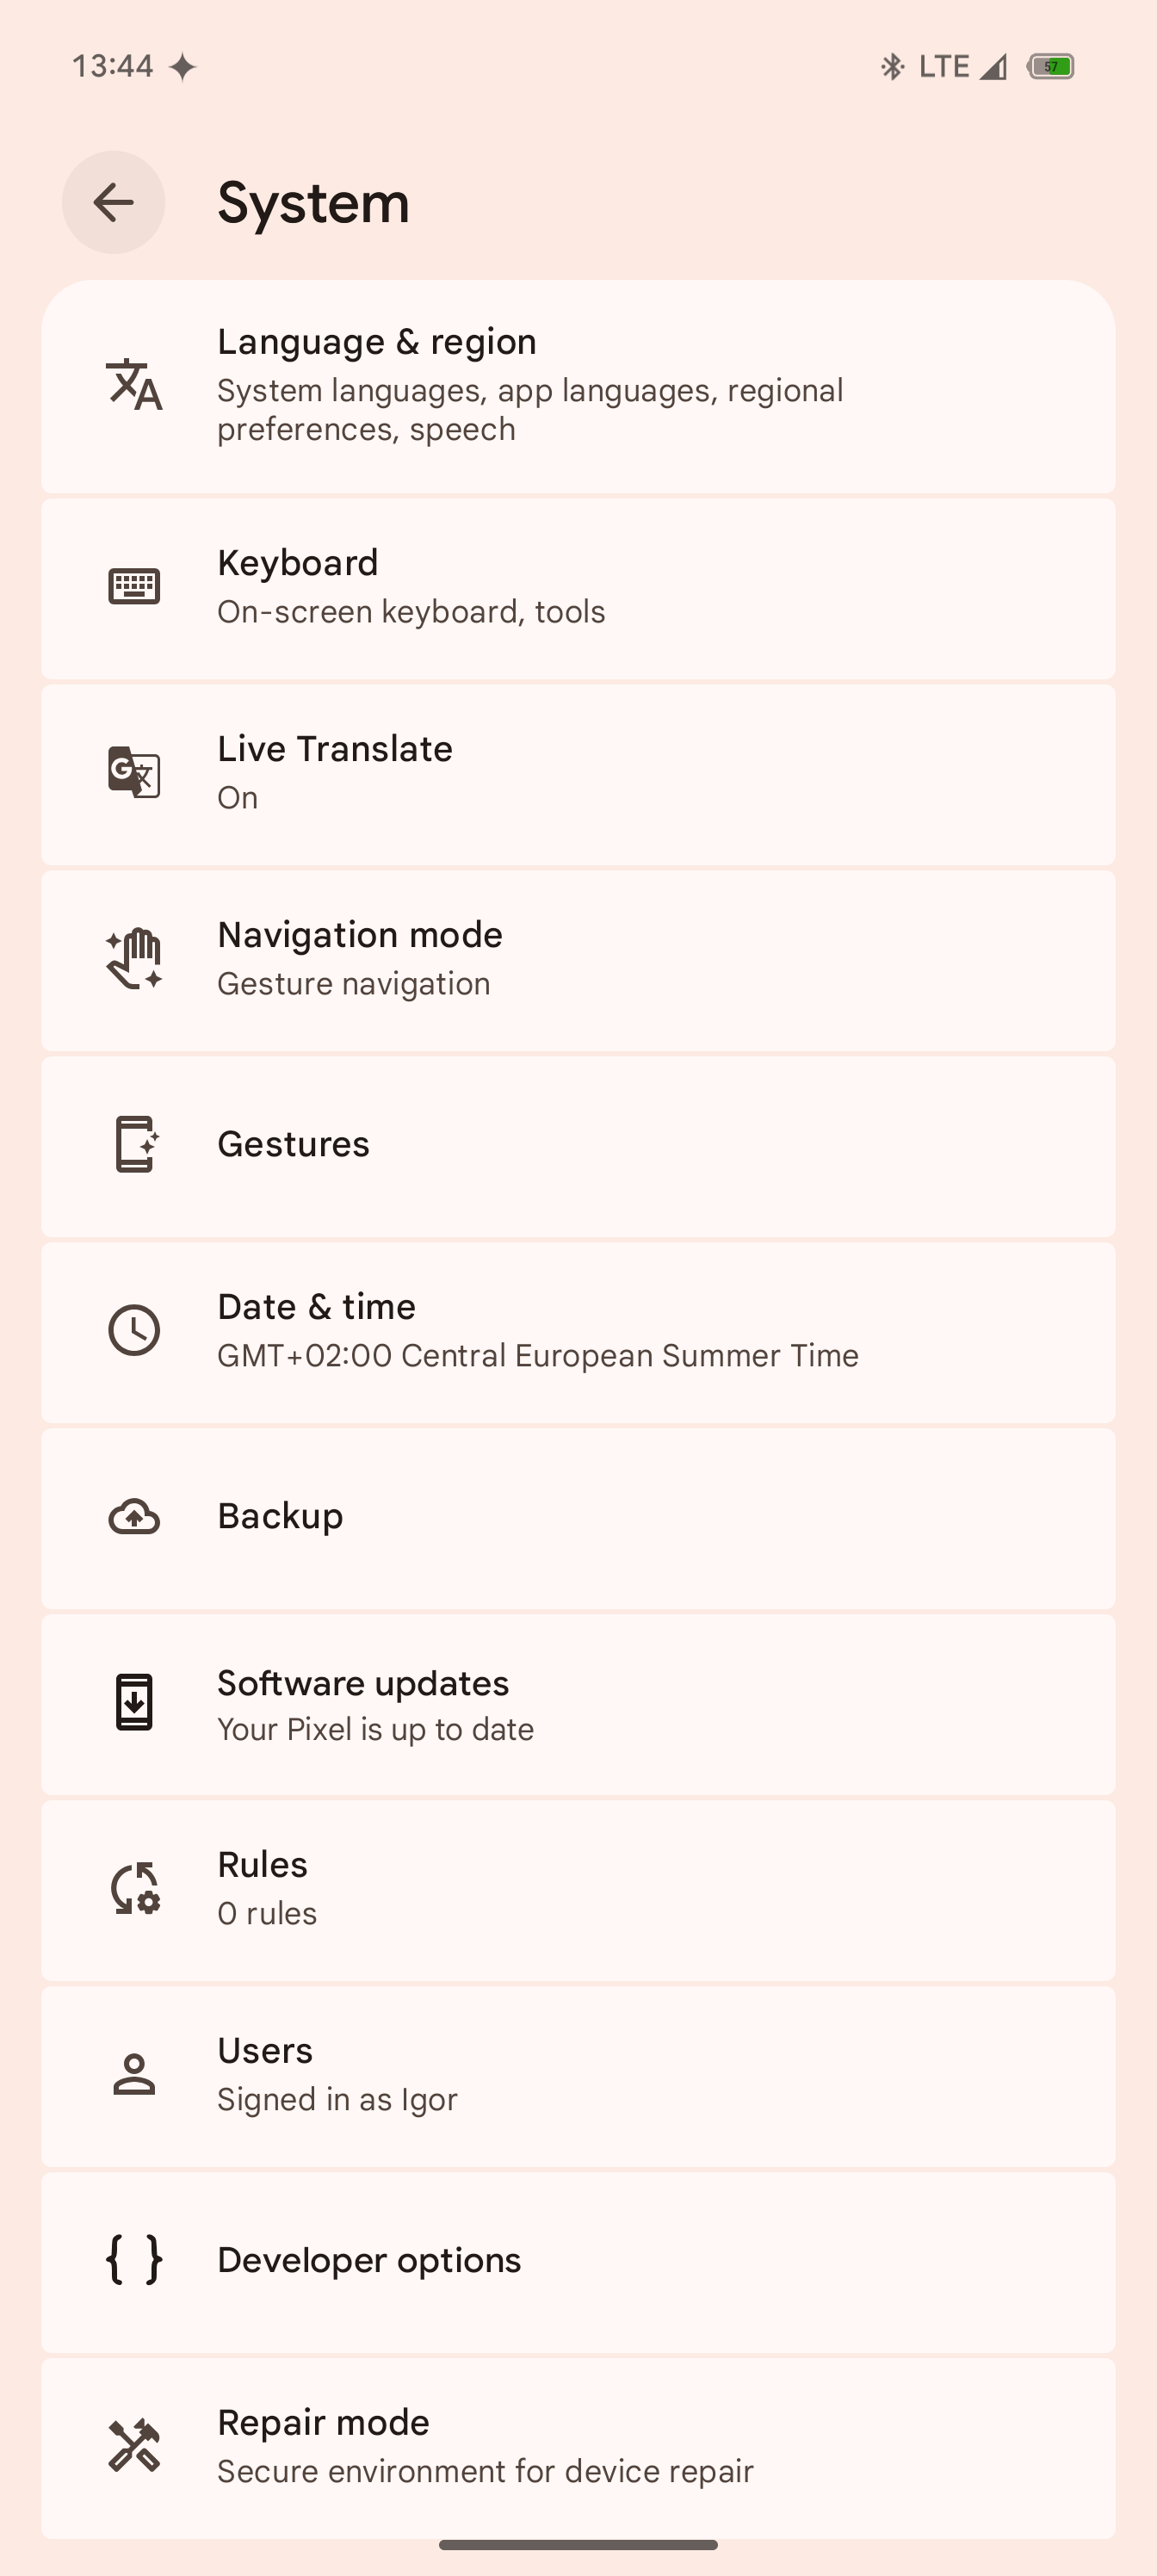 13:44
LTE
57
System
Language & region
System languages, app languages, regional
preferences, speech
Keyboard
On-screen keyboard, tools
Live Translate
On
Navigation mode
Gesture navigation
Gestures
Date & time
GMT+02:00 Central European Summer Time
Backup
Software updates
Your Pixel is up to date
Rules
0 rules
Users
Signed in as Igor
Developer options
Repair mode
Secure environment for device repair